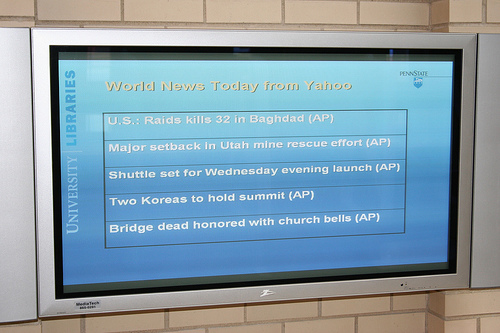 UNIVERSITY LIBRARIES
World News Today from Yahoo
PENNSTATE
U.S.: Raids kills 32 in Baghdad (AP)
Major setback in Utah mine rescue effort (AP)
Shuttle set for Wednesday evening launch (AP)
Two Koreas to hold summit (AP)
Bridge dead honored with church bells (AP)
MediaTech